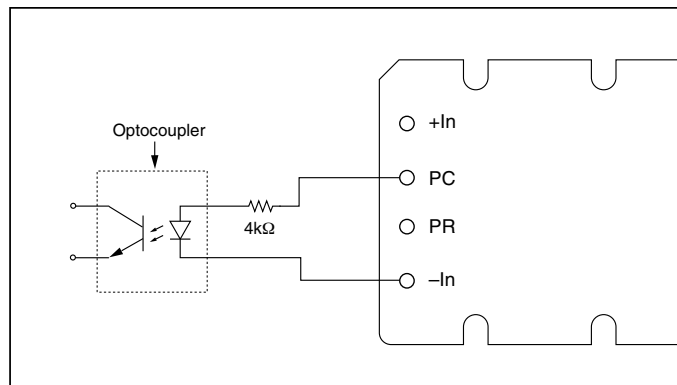 Optocoupler
4kΩ
+In
PC
PR
–In